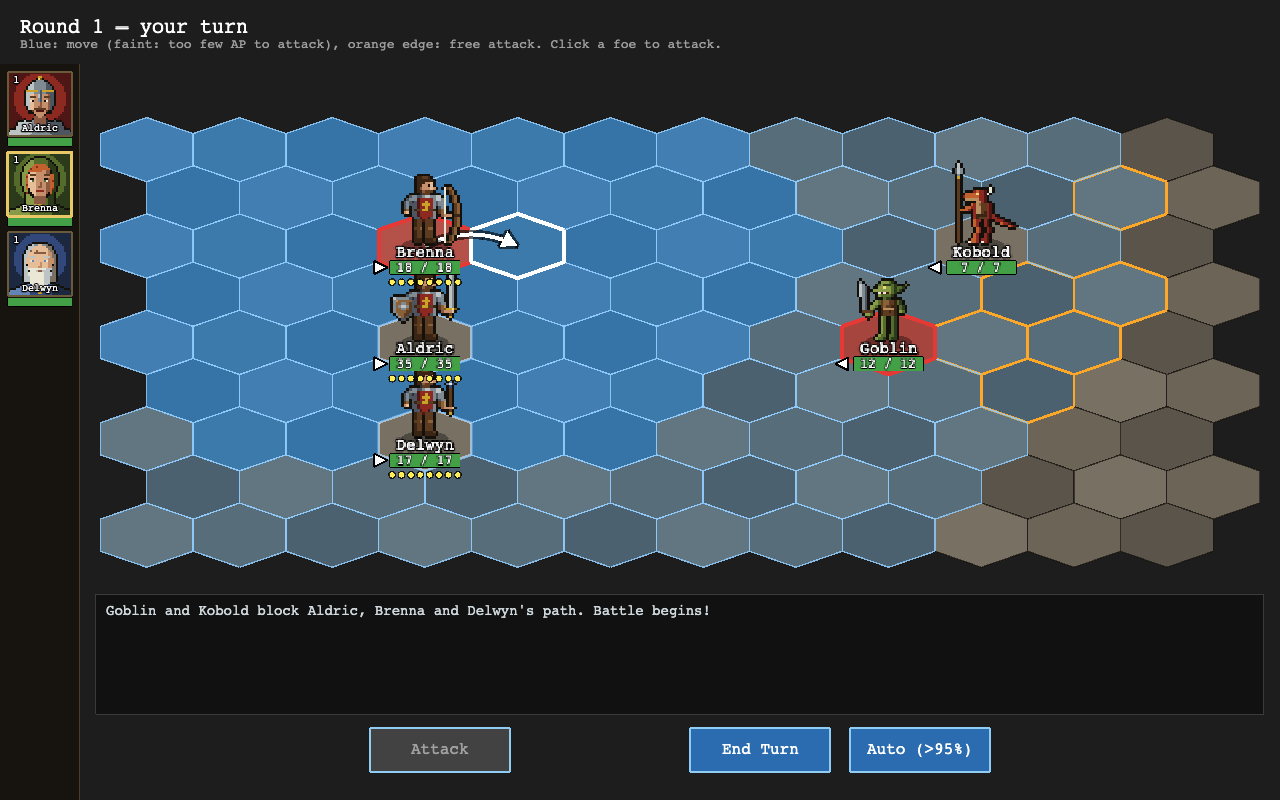 Round 1 — your turn
Blue: move (faint: too few AP to attack), orange edge: free attack. Click a foe to attack.
1
Aldric
1
Brenna
1
Delwyn
Brenna
18 / 18
Kobold
7 / 7
Aldric
35 / 35
Goblin
12 / 12
Delwyn
17 / 17
Goblin and Kobold block Aldric, Brenna and Delwyn's path. Battle begins!
Attack
End Turn
Auto (>95%)